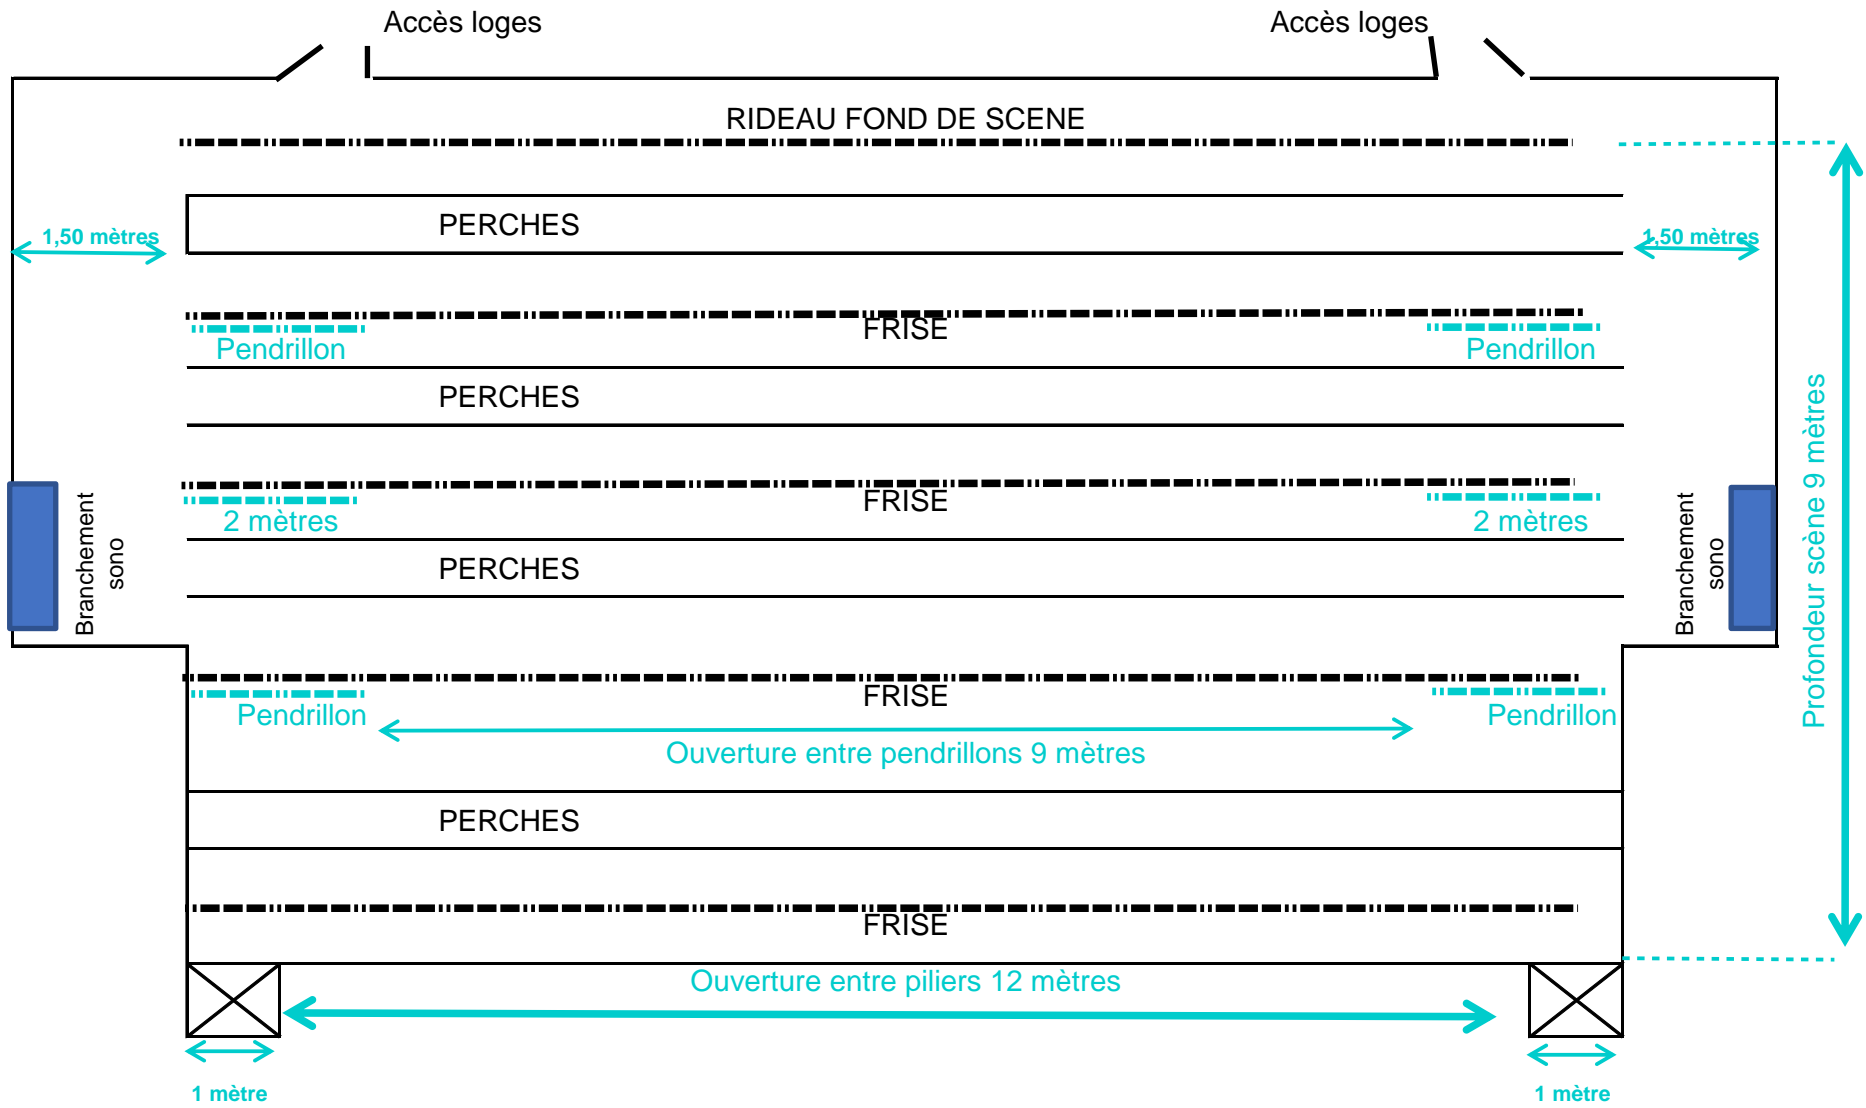 Accès loges
Accès loges
RIDEAU FOND DE SCENE
PERCHES
1,50 mètres
1,50 mètres
FRISE
Pendrillon
Pendrillon
PERCHES
FRISE
2 mètres
2 mètres
Branchement
sono
Branchement
sono
Profondeur scène 9 mètres
PERCHES
FRISE
Pendrillon
Pendrillon
Ouverture entre pendrillons 9 mètres
PERCHES
FRISE
Ouverture entre piliers 12 mètres
1 mètre
1 mètre